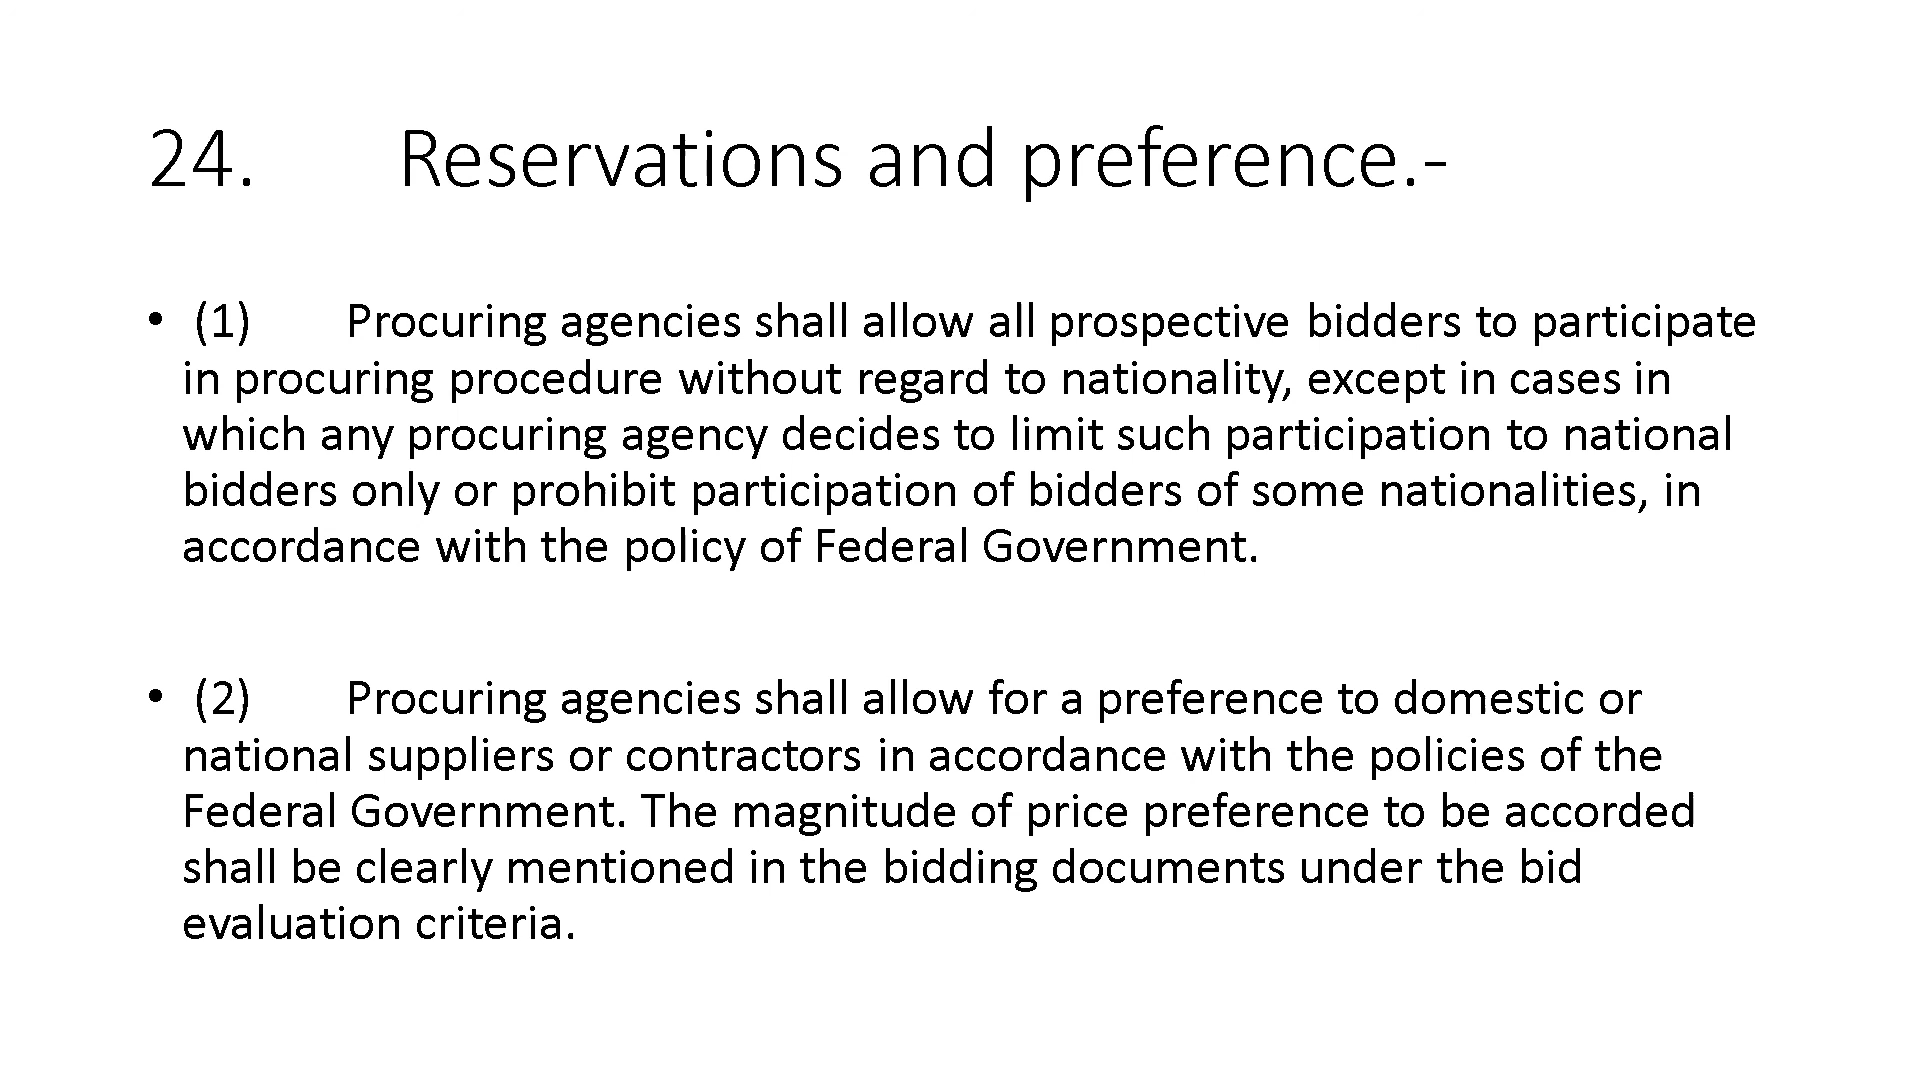 24. Reservations and preference.-
• (1) Procuring agencies shall allow all prospective bidders to participate
in procuring procedure without regard to nationality, except in cases in
which any procuring agency decides to limit such participation to national
bidders only or prohibit participation of bidders of some nationalities, in
accordance with the policy of Federal Government.
• (2) Procuring agencies shall allow for a preference to domestic or
national suppliers or contractors in accordance with the policies of the
Federal Government. The magnitude of price preference to be accorded
shall be clearly mentioned in the bidding documents under the bid
evaluation criteria.